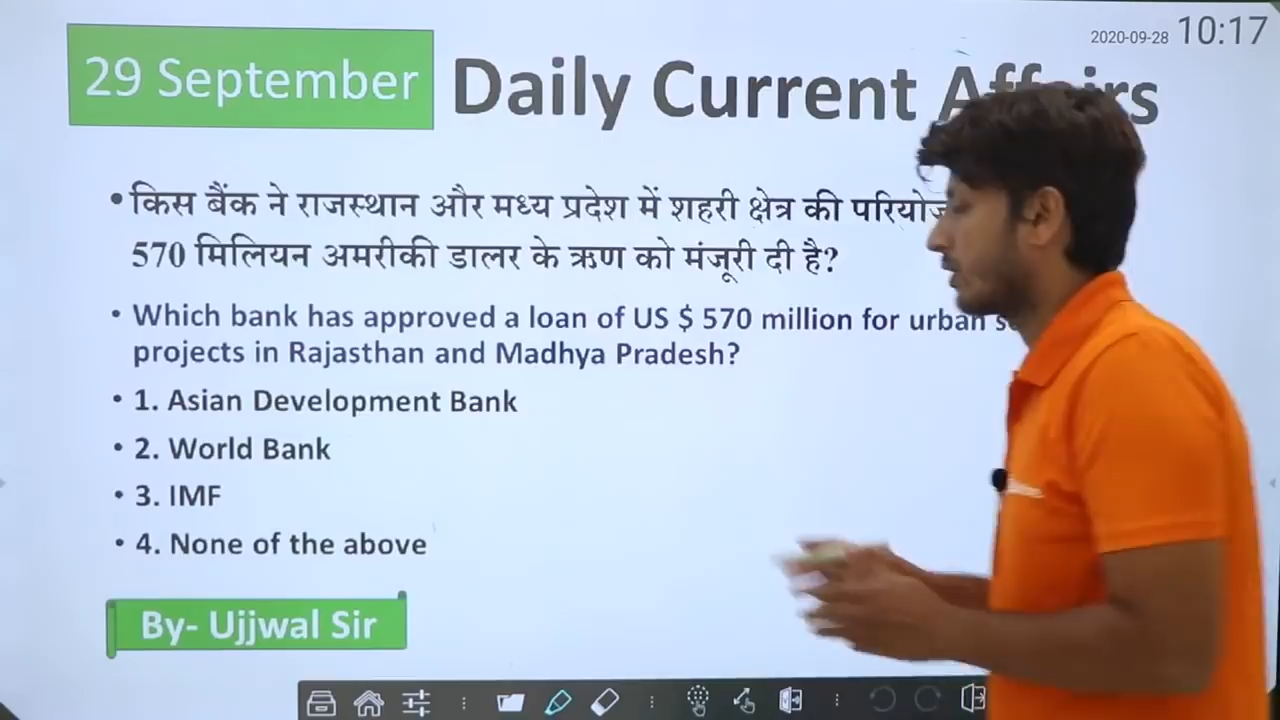 2020-09-28 10:17
29 September
Daily Current
•किस बैंक ने राजस्थान और मध्य प्रदेश में शहरी क्षेत्र की
570 मिलियन अमरीकी डालर के ऋण को मंजूरी दी है?
• Which bank has approved a loan of US $ 570 million for urban
projects in Rajasthan and Madhya Pradesh?
• 1. Asian Development Bank
• 2. World Bank
• 3. IMF
• 4. None of the above
By- Ujjwal Sir